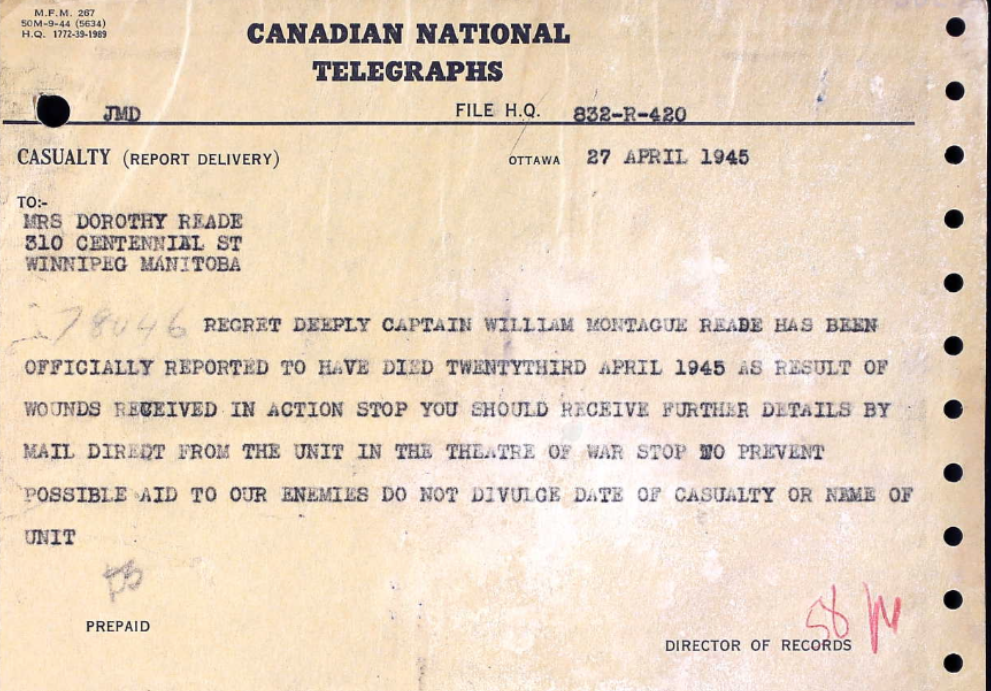 M.F.M. 267
50M-9-44 (5634)
H.Q. 1772-39-1989
CANADIAN NATIONAL
TELEGRAPHS
JMD FILE H.Q. 832-R-420
CASUALTY (REPORT DELIVERY) OTTAWA 27 APRIL 1945
TO:-
MRS DOROTHY READE
310 CENTENNIAL ST
WINNIPEG MANITOBA
78046 REGRET DEEPLY CAPTAIN WILLIAM MONTAGUE READE HAS BEEN
OFFICIALLY REPORTED TO HAVE DIED TWENTYTHIRD APRIL 1945 AS RESULT OF
WOUNDS RECEIVED IN ACTION STOP YOU SHOULD RECEIVE FURTHER DETAILS BY
MAIL DIREDT FROM THE UNIT IN THE THEATRE OF WAR STOP TO PREVENT
POSSIBLE AID TO OUR ENEMIES DO NOT DIVULGE DATE OF CASUALTY OR NAME OF
UNIT
PREPAID
58
DIRECTOR OF RECORDS